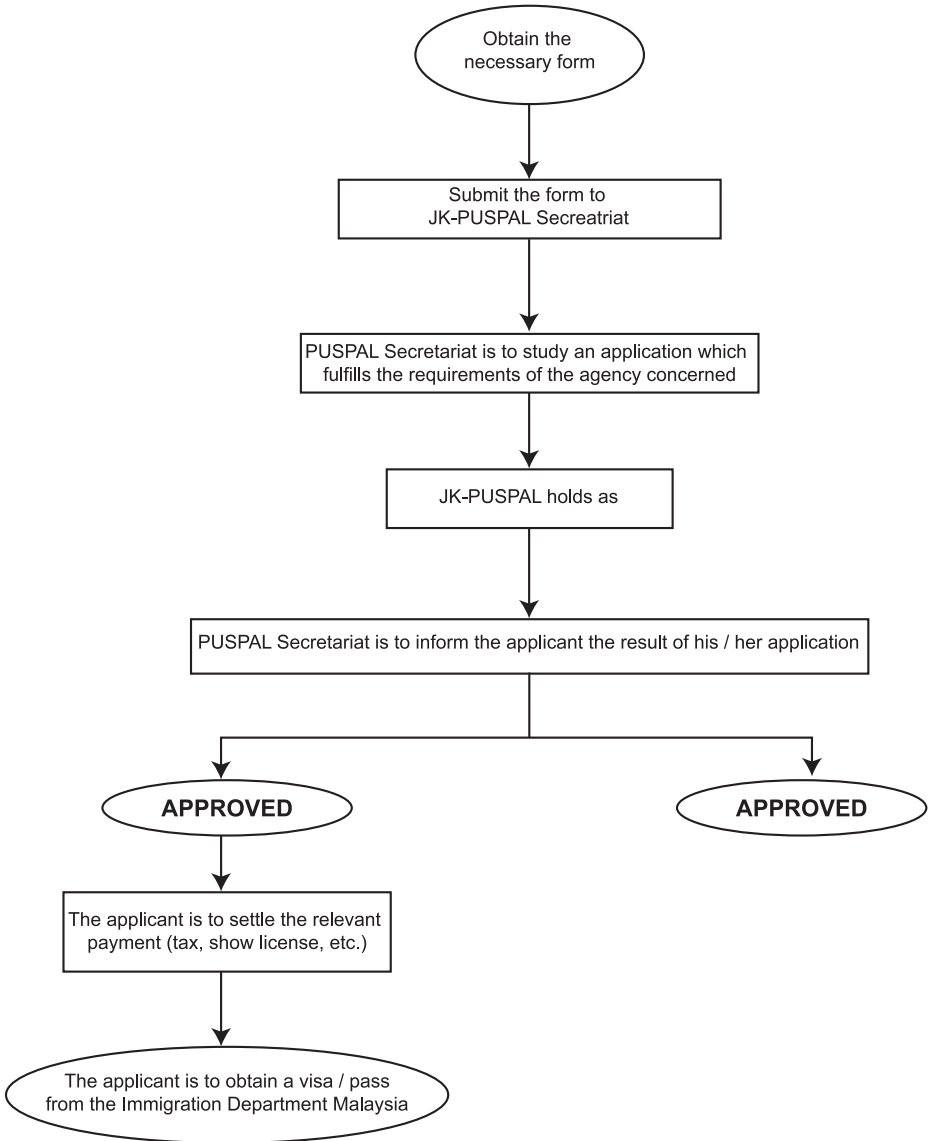 Obtain the
necessary form
Submit the form to
JK-PUSPAL Secreatriat
PUSPAL Secretariat is to study an application which
fulfills the requirements of the agency concerned
JK-PUSPAL holds as
PUSPAL Secretariat is to inform the applicant the result of his / her application
APPROVED
APPROVED
The applicant is to settle the relevant
payment (tax, show license, etc.)
The applicant is to obtain a visa / pass
from the Immigration Department Malaysia